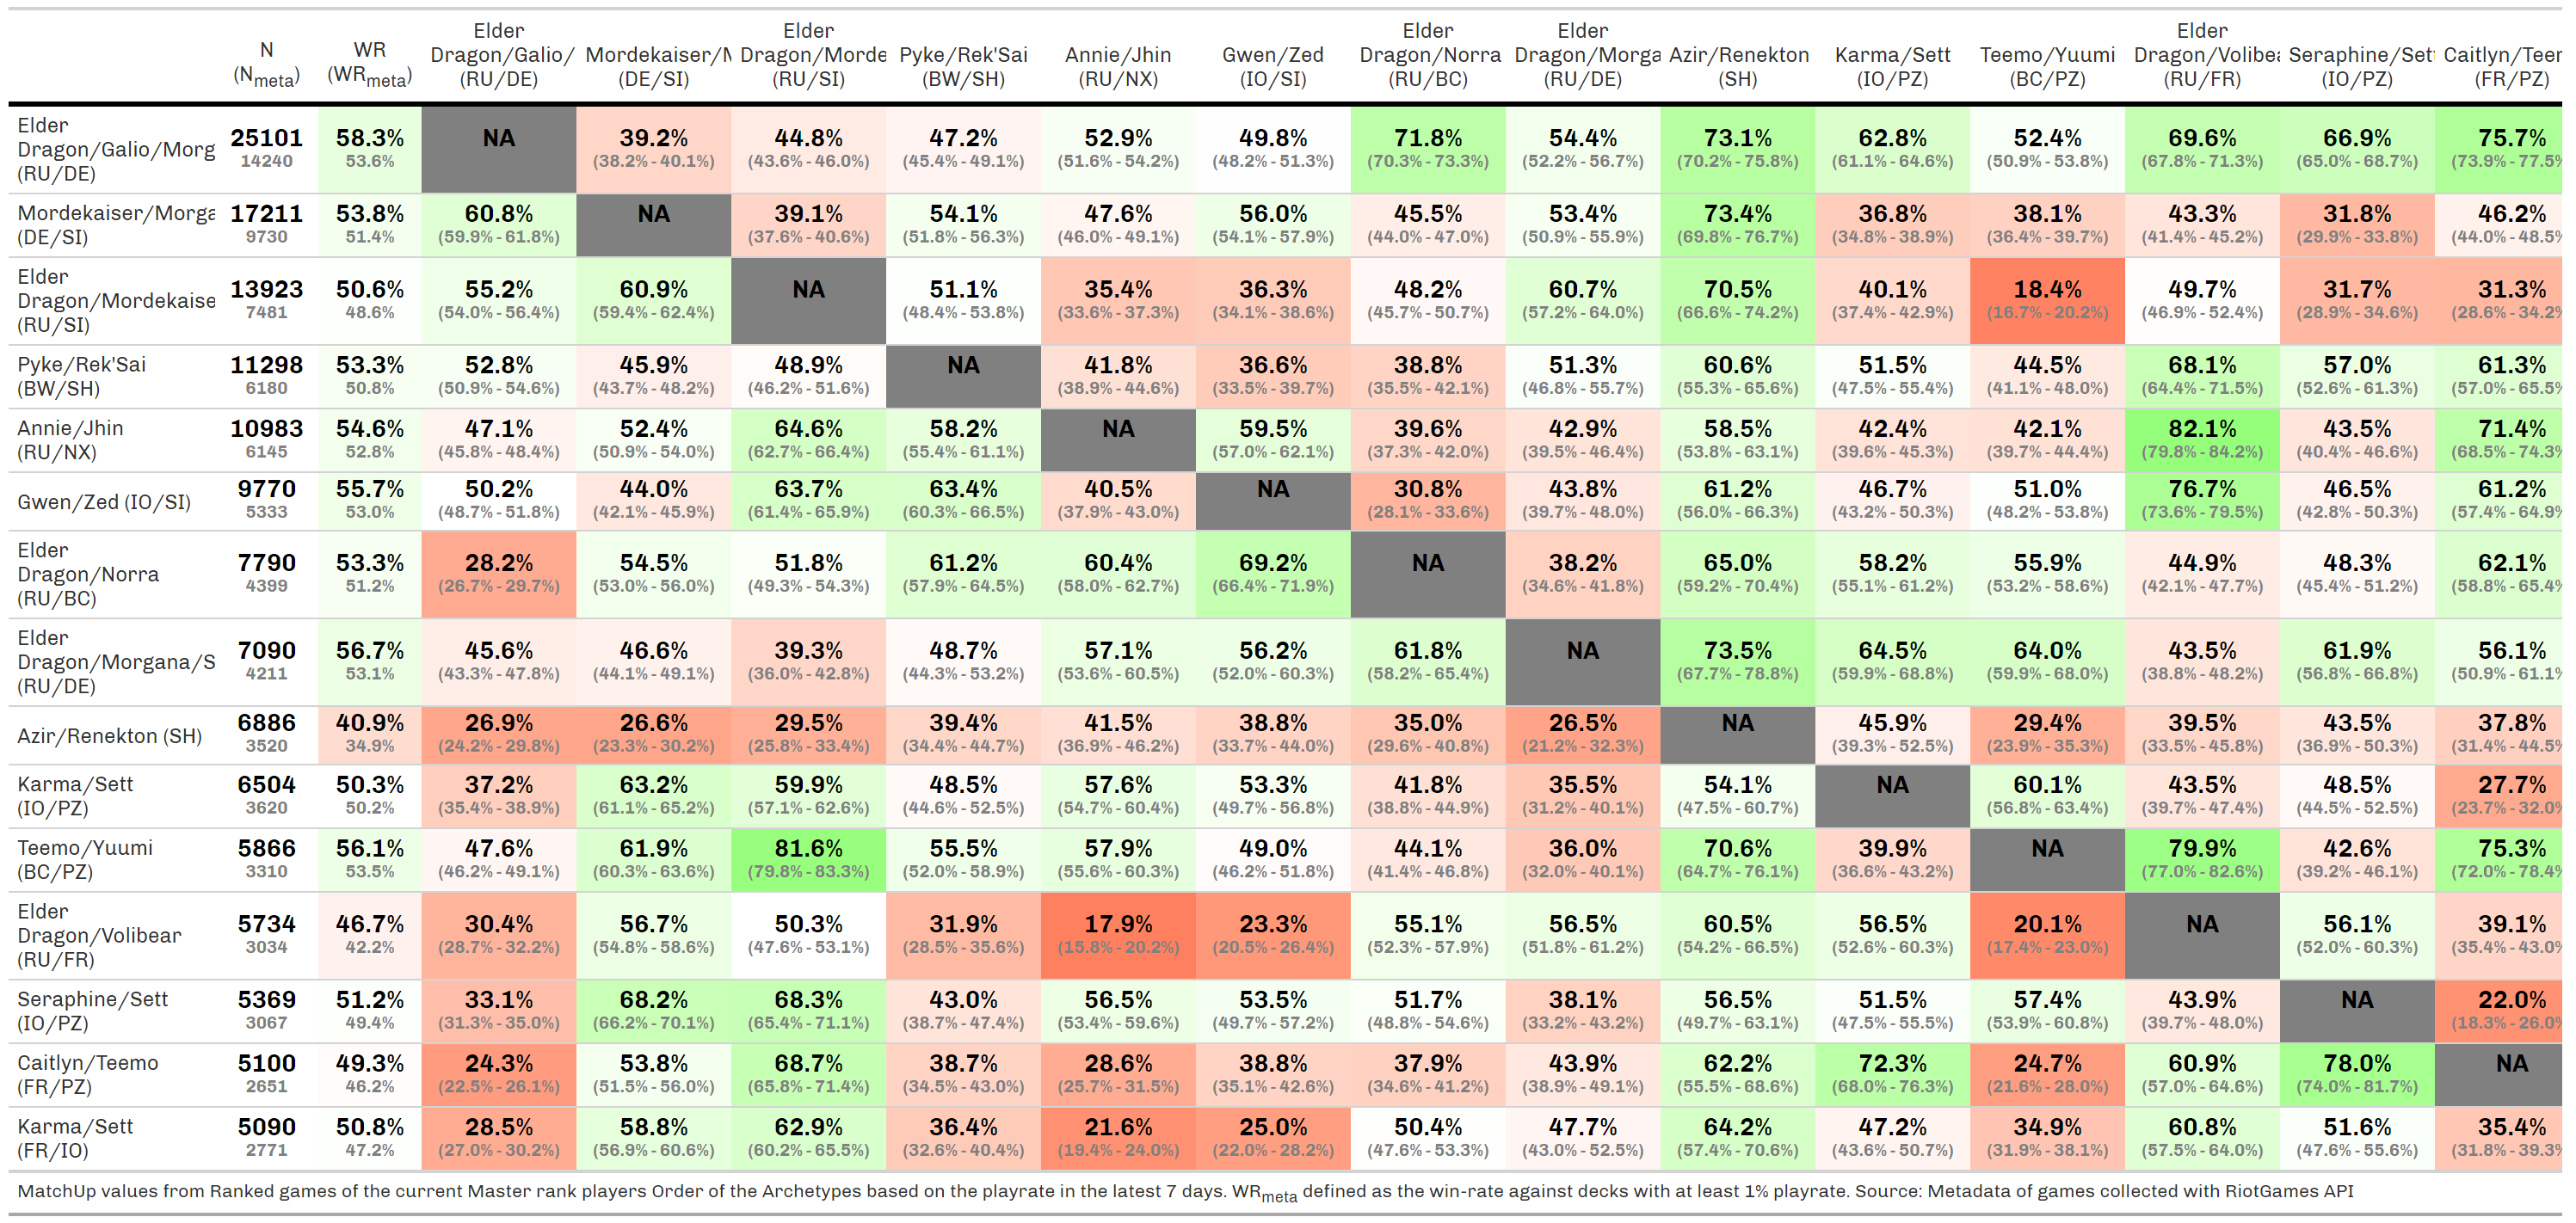 Elder Elder Elder Elder Elder
N WR Dragon/Galio/ Mordekaiser/M Dragon/Morde Pyke/Rek'Sai Annie/Jhin Gwen/Zed Dragon/Norra Dragon/Morga Azir/Renekton Karma/Sett Teemo/Yuumi Dragon/Volibea Seraphine/Sett Caitlyn/Teen
(Nmeta) (WRmeta) (RU/DE) (DE/SI) (RU/SI) (BW/SH) (RU/NX) (IO/SI) (RU/BC) (RU/DE) (SH) (IO/PZ) (BC/PZ) (RU/FR) (IO/PZ) (FR/PZ)
Elder
Dragon/Galio/Morg
(RU/DE)
25101 58.3% NA 39.2% 44.8% 47.2% 52.9% 49.8% 71.8% 54.4% 73.1% 62.8% 52.4% 69.6% 66.9% 75.7%
14240 53.6% (38.2% - 40.1%) (43.6% - 46.0%) (45.4% - 49.1%) (51.6% - 54.2%) (48.2% - 51.3%) (70.3% - 73.3%) (52.2% - 56.7%) (70.2% - 75.8%) (61.1% - 64.6%) (50.9% - 53.8%) (67.8% - 71.3%) (65.0% - 68.7%) (73.9% - 77.5%
Mordekaiser/Morga
(DE/SI)
17211 53.8% 60.8% NA 39.1% 54.1% 47.6% 56.0% 45.5% 53.4% 73.4% 36.8% 38.1% 43.3% 31.8% 46.2%
9730 51.4% (59.9% - 61.8%) (37.6% - 40.6%) (51.8% - 56.3%) (46.0% - 49.1%) (54.1% - 57.9%) (44.0% - 47.0%) (50.9% - 55.9%) (69.8% - 76.7%) (34.8% - 38.9%) (36.4% - 39.7%) (41.4% - 45.2%) (29.9% - 33.8%) (44.0% - 48.5%
Elder
Dragon/Mordekaise
(RU/SI)
13923 50.6% 55.2% 60.9% NA 51.1% 35.4% 36.3% 48.2% 60.7% 70.5% 40.1% 18.4% 49.7% 31.7% 31.3%
7481 48.6% (54.0% - 56.4%) (59.4% - 62.4%) (48.4% - 53.8%) (33.6% - 37.3%) (34.1% - 38.6%) (45.7% - 50.7%) (57.2% - 64.0%) (66.6% - 74.2%) (37.4% - 42.9%) (16.7% - 20.2%) (46.9% - 52.4%) (28.9% - 34.6%) (28.6% - 34.2%
Pyke/Rek'Sai
(BW/SH)
11298 53.3% 52.8% 45.9% 48.9% NA 41.8% 36.6% 38.8% 51.3% 60.6% 51.5% 44.5% 68.1% 57.0% 61.3%
6180 50.8% (50.9% - 54.6%) (43.7% - 48.2%) (46.2% - 51.6%) (38.9% - 44.6%) (33.5% - 39.7%) (35.5% - 42.1%) (46.8% - 55.7%) (55.3% - 65.6%) (47.5% - 55.4%) (41.1% - 48.0%) (64.4% - 71.5%) (52.6% - 61.3%) (57.0% - 65.5%
Annie/Jhin
(RU/NX)
10983 54.6% 47.1% 52.4% 64.6% 58.2% NA 59.5% 39.6% 42.9% 58.5% 42.4% 42.1% 82.1% 43.5% 71.4%
6145 52.8% (45.8% - 48.4%) (50.9% - 54.0%) (62.7% - 66.4%) (55.4% - 61.1%) (57.0% - 62.1%) (37.3% - 42.0%) (39.5% - 46.4%) (53.8% - 63.1%) (39.6% - 45.3%) (39.7% - 44.4%) (79.8% - 84.2%) (40.4% - 46.6%) (68.5% - 74.3%
Gwen/Zed (IO/SI)
9770 55.7% 50.2% 44.0% 63.7% 63.4% 40.5% NA 30.8% 43.8% 61.2% 46.7% 51.0% 76.7% 46.5% 61.2%
5333 53.0% (48.7% - 51.8%) (42.1% - 45.9%) (61.4% - 65.9%) (60.3% - 66.5%) (37.9% - 43.0%) (28.1% - 33.6%) (39.7% - 48.0%) (56.0% - 66.3%) (43.2% - 50.3%) (48.2% - 53.8%) (73.6% - 79.5%) (42.8% - 50.3%) (57.4% - 64.9%
Elder
Dragon/Norra
(RU/BC)
7790 53.3% 28.2% 54.5% 51.8% 61.2% 60.4% 69.2% NA 38.2% 65.0% 58.2% 55.9% 44.9% 48.3% 62.1%
4399 51.2% (26.7% - 29.7%) (53.0% - 56.0%) (49.3% - 54.3%) (57.9% - 64.5%) (58.0% - 62.7%) (66.4% - 71.9%) (34.6% - 41.8%) (59.2% - 70.4%) (55.1% - 61.2%) (53.2% - 58.6%) (42.1% - 47.7%) (45.4% - 51.2%) (58.8% - 65.4%
Elder
Dragon/Morgana/S
(RU/DE)
7090 56.7% 45.6% 46.6% 39.3% 48.7% 57.1% 56.2% 61.8% NA 73.5% 64.5% 64.0% 43.5% 61.9% 56.1%
4211 53.1% (43.3% - 47.8%) (44.1% - 49.1%) (36.0% - 42.8%) (44.3% - 53.2%) (53.6% - 60.5%) (52.0% - 60.3%) (58.2% - 65.4%) (67.7% - 78.8%) (59.9% - 68.8%) (59.9% - 68.0%) (38.8% - 48.2%) (56.8% - 66.8%) (50.9% - 61.1%
Azir/Renekton (SH)
6886 40.9% 26.9% 26.6% 29.5% 39.4% 41.5% 38.8% 35.0% 26.5% NA 45.9% 29.4% 39.5% 43.5% 37.8%
3520 34.9% (24.2% - 29.8%) (23.3% - 30.2%) (25.8% - 33.4%) (34.4% - 44.7%) (36.9% - 46.2%) (33.7% - 44.0%) (29.6% - 40.8%) (21.2% - 32.3%) (39.3% - 52.5%) (23.9% - 35.3%) (33.5% - 45.8%) (36.9% - 50.3%) (31.4% - 44.5%
Karma/Sett
(IO/PZ)
6504 50.3% 37.2% 63.2% 59.9% 48.5% 57.6% 53.3% 41.8% 35.5% 54.1% NA 60.1% 43.5% 48.5% 27.7%
3620 50.2% (35.4% - 38.9%) (61.1% - 65.2%) (57.1% - 62.6%) (44.6% - 52.5%) (54.7% - 60.4%) (49.7% - 56.8%) (38.8% - 44.9%) (31.2% - 40.1%) (47.5% - 60.7%) (56.8% - 63.4%) (39.7% - 47.4%) (44.5% - 52.5%) (23.7% - 32.0%
Teemo/Yuumi
(BC/PZ)
5866 56.1% 47.6% 61.9% 81.6% 55.5% 57.9% 49.0% 44.1% 36.0% 70.6% 39.9% NA 79.9% 42.6% 75.3%
3310 53.5% (46.2% - 49.1%) (60.3% - 63.6%) (79.8% - 83.3%) (52.0% - 58.9%) (55.6% - 60.3%) (46.2% - 51.8%) (41.4% - 46.8%) (32.0% - 40.1%) (64.7% - 76.1%) (36.6% - 43.2%) (77.0% - 82.6%) (39.2% - 46.1%) (72.0% - 78.4%
Elder
Dragon/Volibear
(RU/FR)
5734 46.7% 30.4% 56.7% 50.3% 31.9% 17.9% 23.3% 55.1% 56.5% 60.5% 56.5% 20.1% NA 56.1% 39.1%
3034 42.2% (28.7% - 32.2%) (54.8% - 58.6%) (47.6% - 53.1%) (28.5% - 35.6%) (15.8% - 20.2%) (20.5% - 26.4%) (52.3% - 57.9%) (51.8% - 61.2%) (54.2% - 66.5%) (52.6% - 60.3%) (17.4% - 23.0%) (52.0% - 60.3%) (35.4% - 43.0%
Seraphine/Sett
(IO/PZ)
5369 51.2% 33.1% 68.2% 68.3% 43.0% 56.5% 53.5% 51.7% 38.1% 56.5% 51.5% 57.4% 43.9% NA 22.0%
3067 49.4% (31.3% - 35.0%) (66.2% - 70.1%) (65.4% - 71.1%) (38.7% - 47.4%) (53.4% - 59.6%) (49.7% - 57.2%) (48.8% - 54.6%) (33.2% - 43.2%) (49.7% - 63.1%) (47.5% - 55.5%) (53.9% - 60.8%) (39.7% - 48.0%) (18.3% - 26.0%
Caitlyn/Teemo
(FR/PZ)
5100 49.3% 24.3% 53.8% 68.7% 38.7% 28.6% 38.8% 37.9% 43.9% 62.2% 72.3% 24.7% 60.9% 78.0% NA
2651 46.2% (22.5% - 26.1%) (51.5% - 56.0%) (65.8% - 71.4%) (34.5% - 43.0%) (25.7% - 31.5%) (35.1% - 42.6%) (34.6% - 41.2%) (38.9% - 49.1%) (55.5% - 68.6%) (68.0% - 76.3%) (21.6% - 28.0%) (57.0% - 64.6%) (74.0% - 81.7%)
Karma/Sett
(FR/IO)
5090 50.8% 28.5% 58.8% 62.9% 36.4% 21.6% 25.0% 50.4% 47.7% 64.2% 47.2% 34.9% 60.8% 51.6% 35.4%
2771 47.2% (27.0% - 30.2%) (56.9% - 60.6%) (60.2% - 65.5%) (32.6% - 40.4%) (19.4% - 24.0%) (22.0% - 28.2%) (47.6% - 53.3%) (43.0% - 52.5%) (57.4% - 70.6%) (43.6% - 50.7%) (31.9% - 38.1%) (57.5% - 64.0%) (47.6% - 55.6%) (31.8% - 39.3%
MatchUp values from Ranked games of the current Master rank players Order of the Archetypes based on the playrate in the latest 7 days. WRmeta defined as the win-rate against decks with at least 1% playrate. Source: Metadata of games collected with RiotGames API